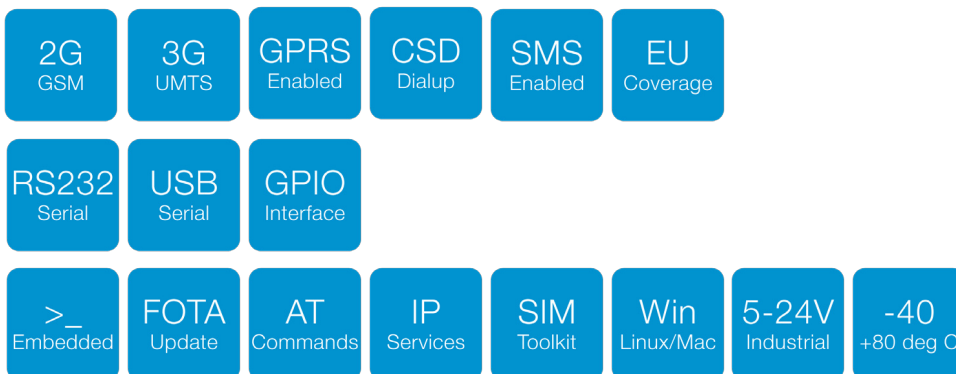 2G
GSM
3G
UMTS
GPRS
Enabled
CSD
Dialup
SMS
Enabled
EU
Coverage
RS232
Serial
USB
Serial
GPIO
Interface
>_
Embedded
FOTA
Update
AT
Commands
IP
Services
SIM
Toolkit
Win
Linux/Mac
5-24V
Industrial
-40
+80 deg C